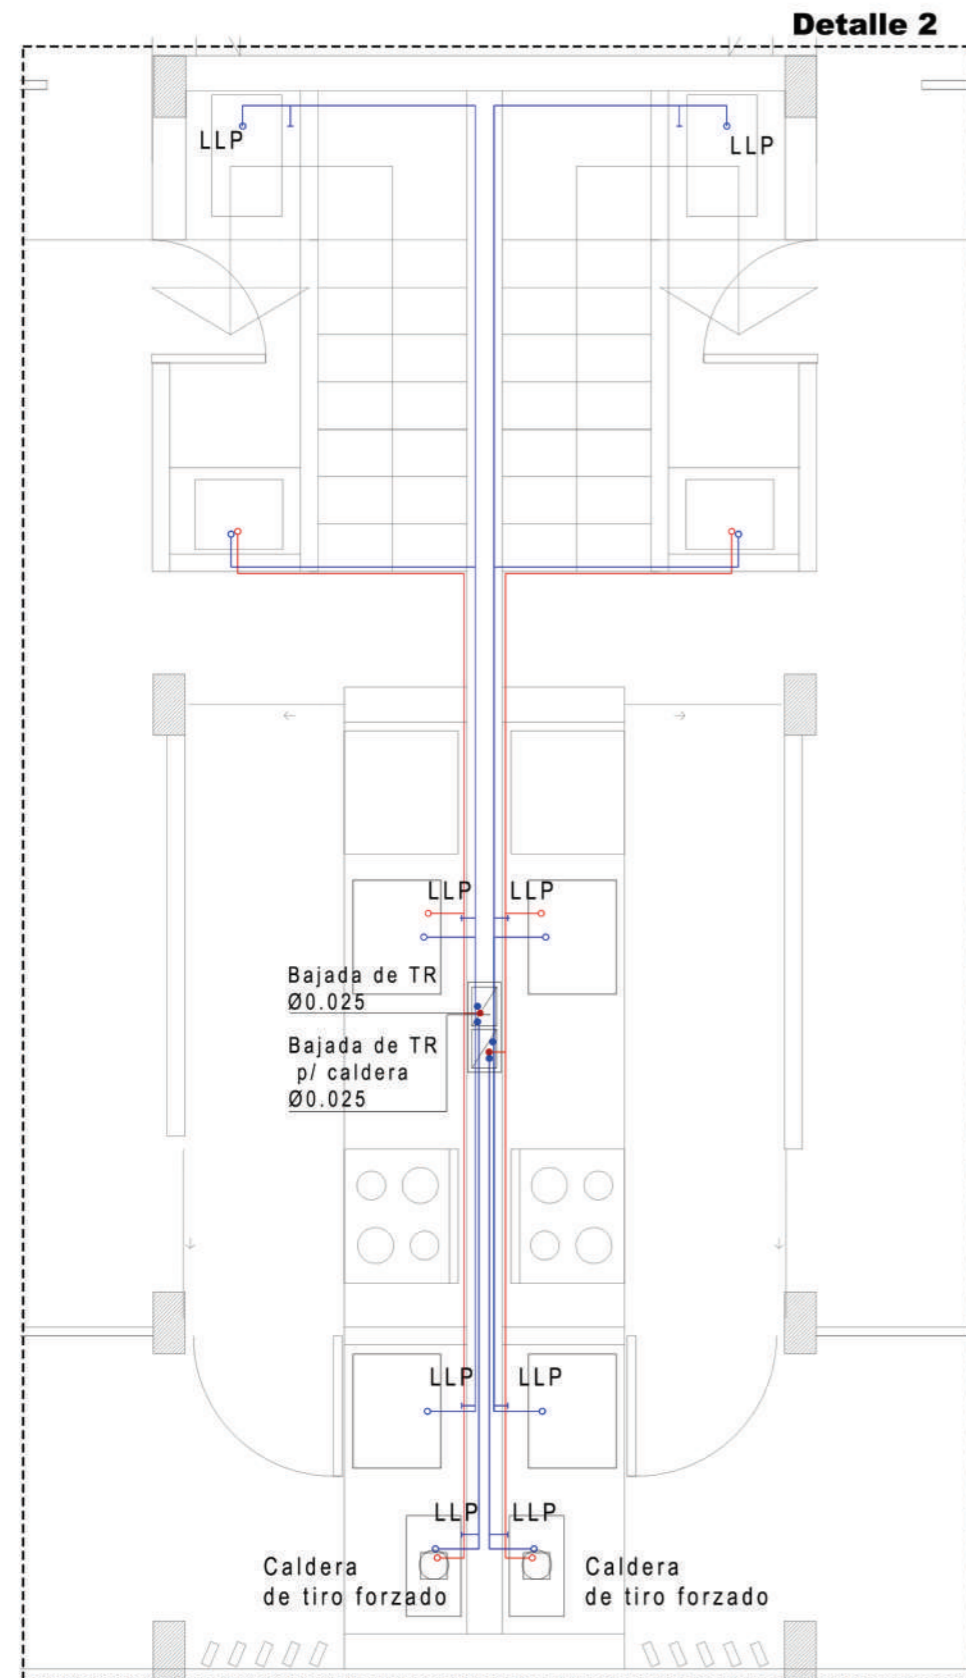 Detalle 2
LLP
LLP
LLP
LLP
Bajada de TR
Ø0.025
Bajada de TR
p/ caldera
Ø0.025
LLP
LLP
LLP
LLP
Caldera
de tiro forzado
Caldera
de tiro forzado